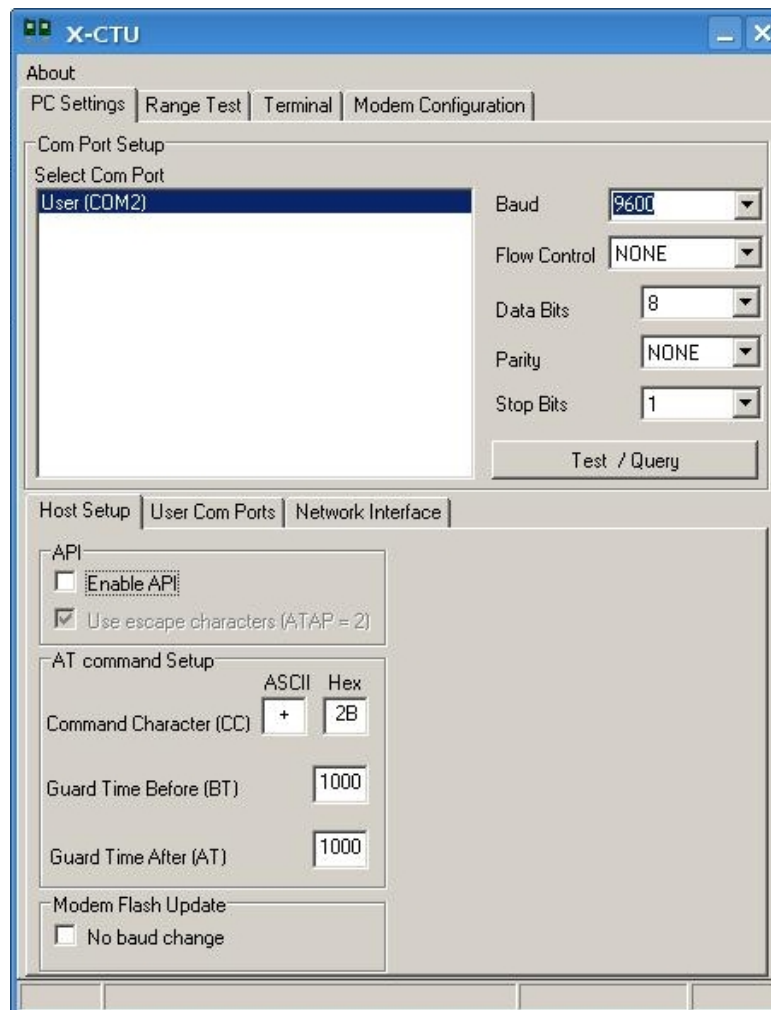 X-CTU
About
PC Settings Range Test Terminal Modem Configuration
Com Port Setup
Select Com Port
User (COM2)
Baud 9600
Flow Control NONE
Data Bits 8
Parity NONE
Stop Bits 1
Test / Query
Host Setup User Com Ports Network Interface
API
Enable API
Use escape characters (ATAP = 2)
AT command Setup
ASCII Hex
Command Character (CC) + 2B
Guard Time Before (BT) 1000
Guard Time After (AT) 1000
Modem Flash Update
No baud change